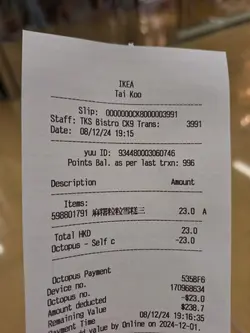 IKEA
Tai Koo
Slip: 0000000CK8000003991
Staff: TKS Bistro CK9 Trans: 3991
Date: 08/12/24 19:15
yuu ID: 934480003060746
Points Bal. as per last trxn: 996
Description Amount
Items:
598801791 23.0 A
Total HKD 23.0
Octopus - Self c -23.0
Octopus Payment
Device no. 535BF6
Octopus no. 170968634
Amount deducted -$23.0
Remaining Value $238.7
Payment Time 08/12/24 19:16:35
value by Online on 2024-12-01.